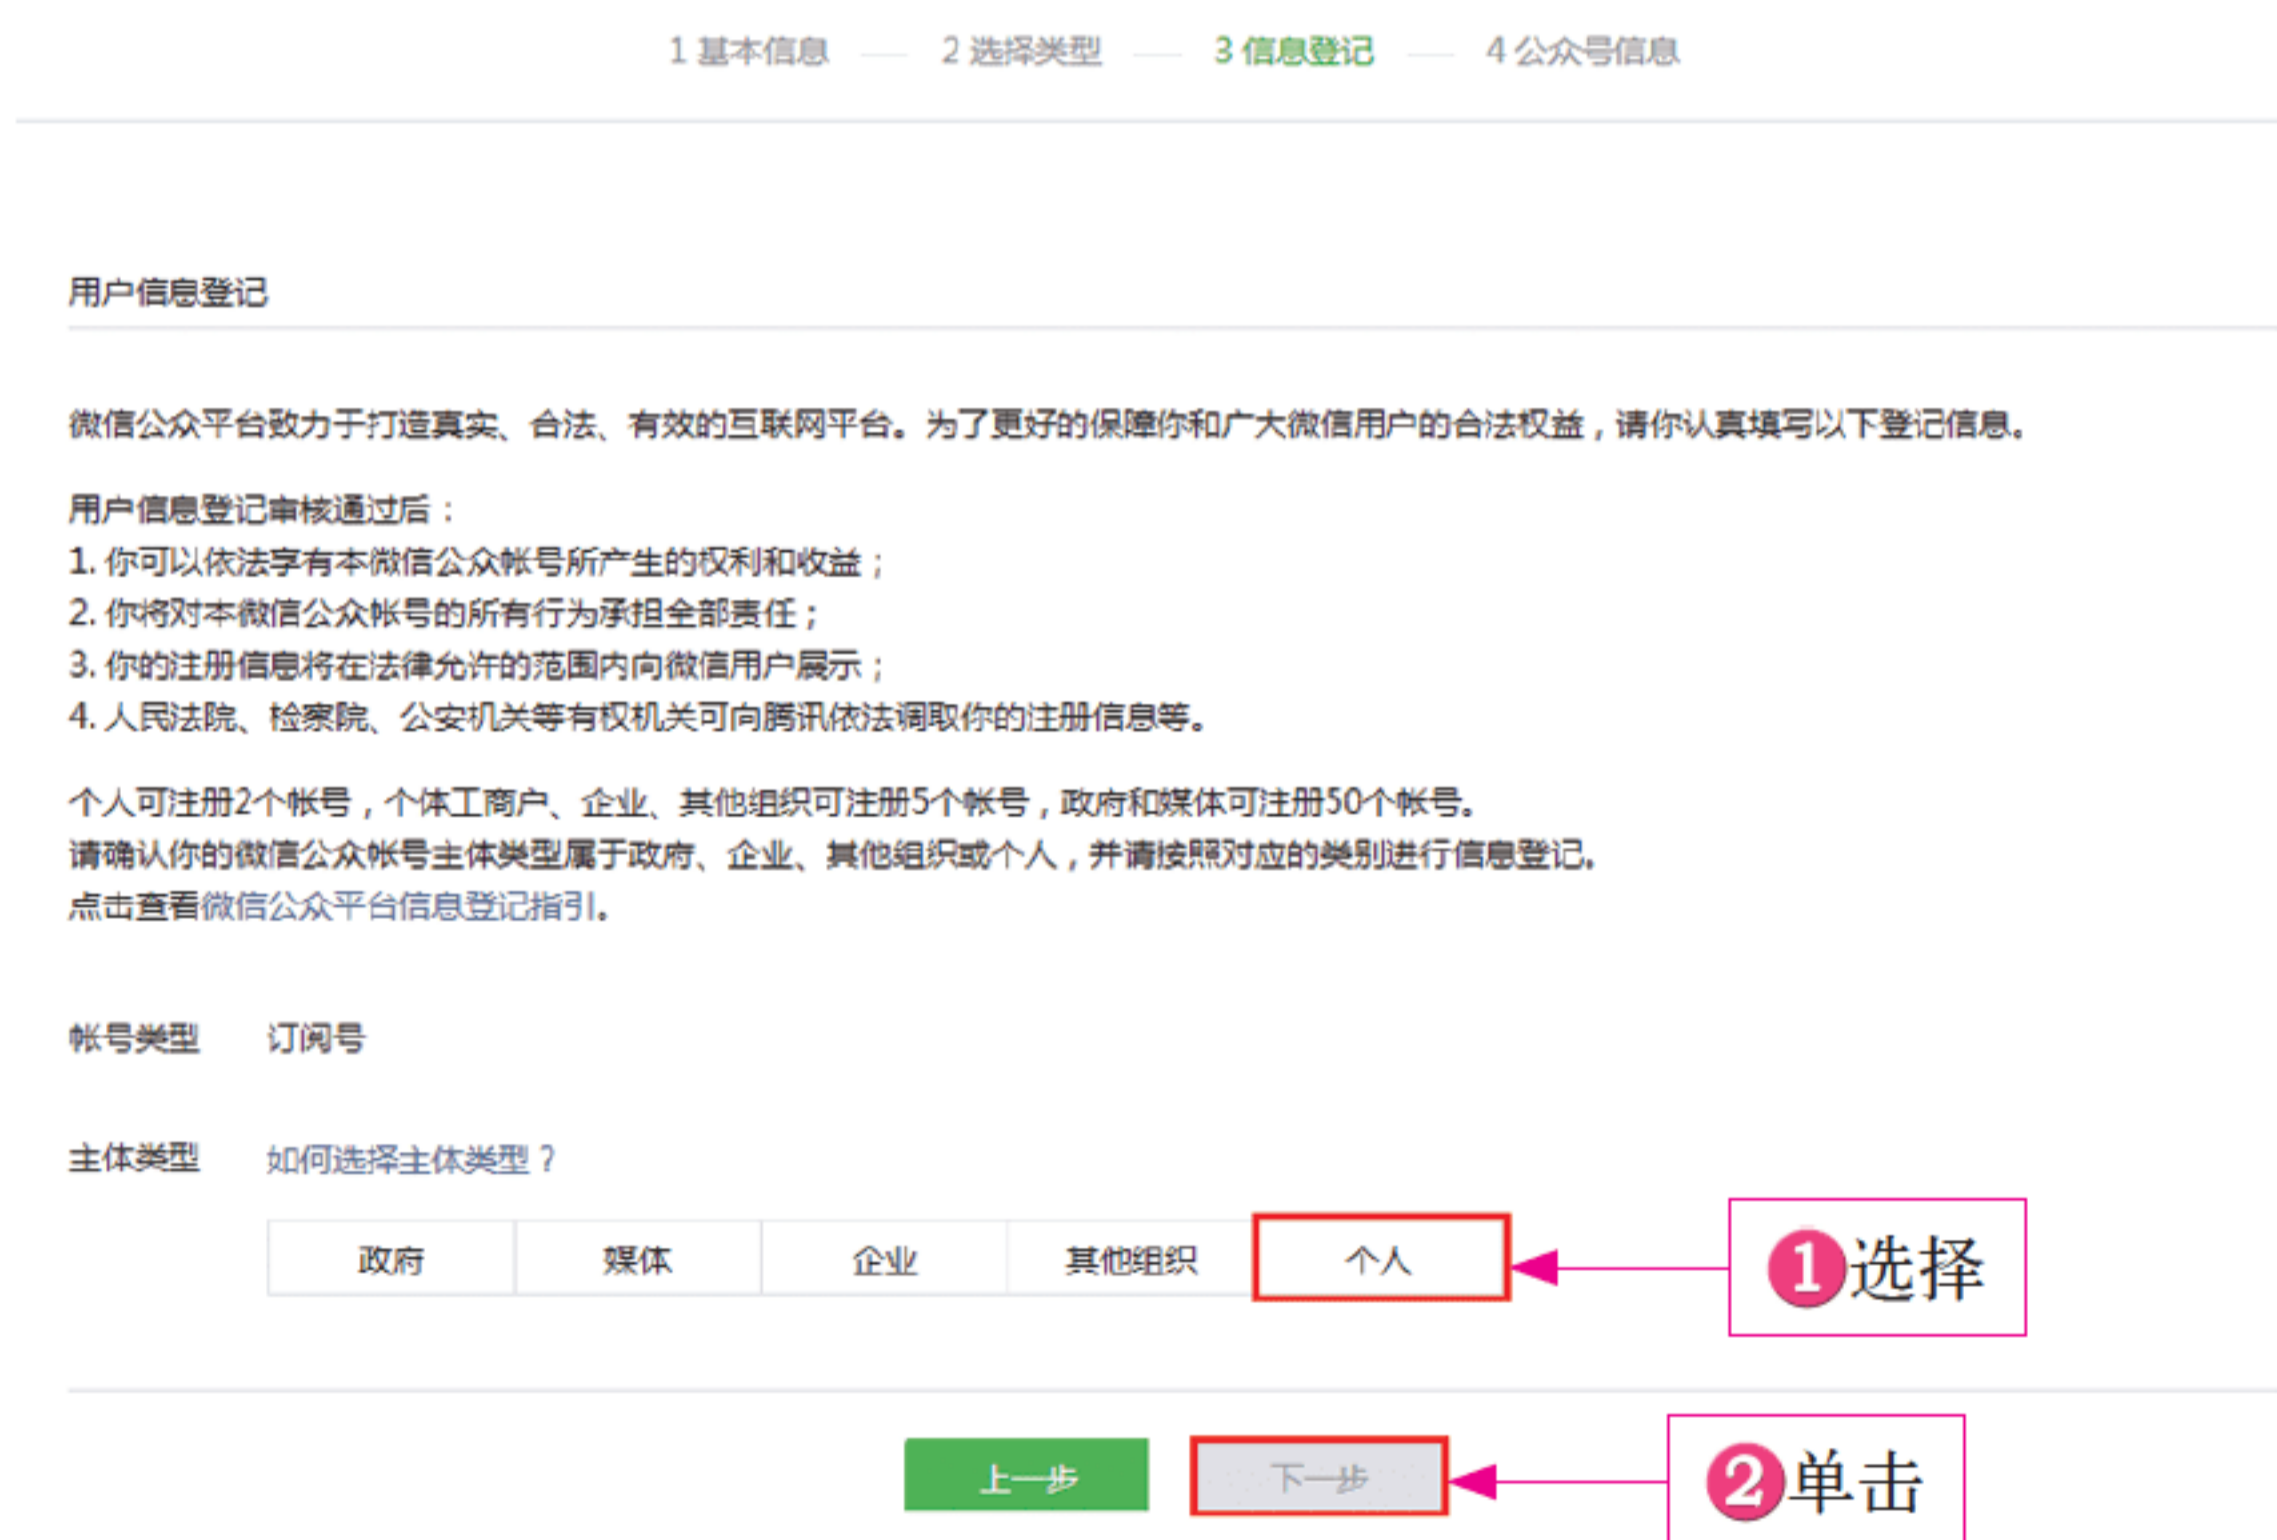 1 基本信息 — 2 选择类型 — 3 信息登记 — 4 公众号信息
用户信息登记
微信公众平台致力于打造真实、合法、有效的互联网平台。为了更好的保障你和广大微信用户的合法权益，请你认真填写以下登记信息。
用户信息登记审核通过后：
1. 你可以依法享有本微信公众帐号所产生的权利和收益；
2. 你将对本微信公众帐号的所有行为承担全部责任；
3. 你的注册信息将在法律允许的范围内向微信用户展示；
4. 人民法院、检察院、公安机关等有权机关可向腾讯依法调取你的注册信息等。
个人可注册2个帐号，个体工商户、企业、其他组织可注册5个帐号，政府和媒体可注册50个帐号。
请确认你的微信公众帐号主体类型属于政府、企业、其他组织或个人，并请按照对应的类别进行信息登记。
点击查看微信公众平台信息登记指引。
帐号类型 订阅号
主体类型 如何选择主体类型？
政府 媒体 企业 其他组织 个人 ❶选择
上一步 下一步 ❷单击